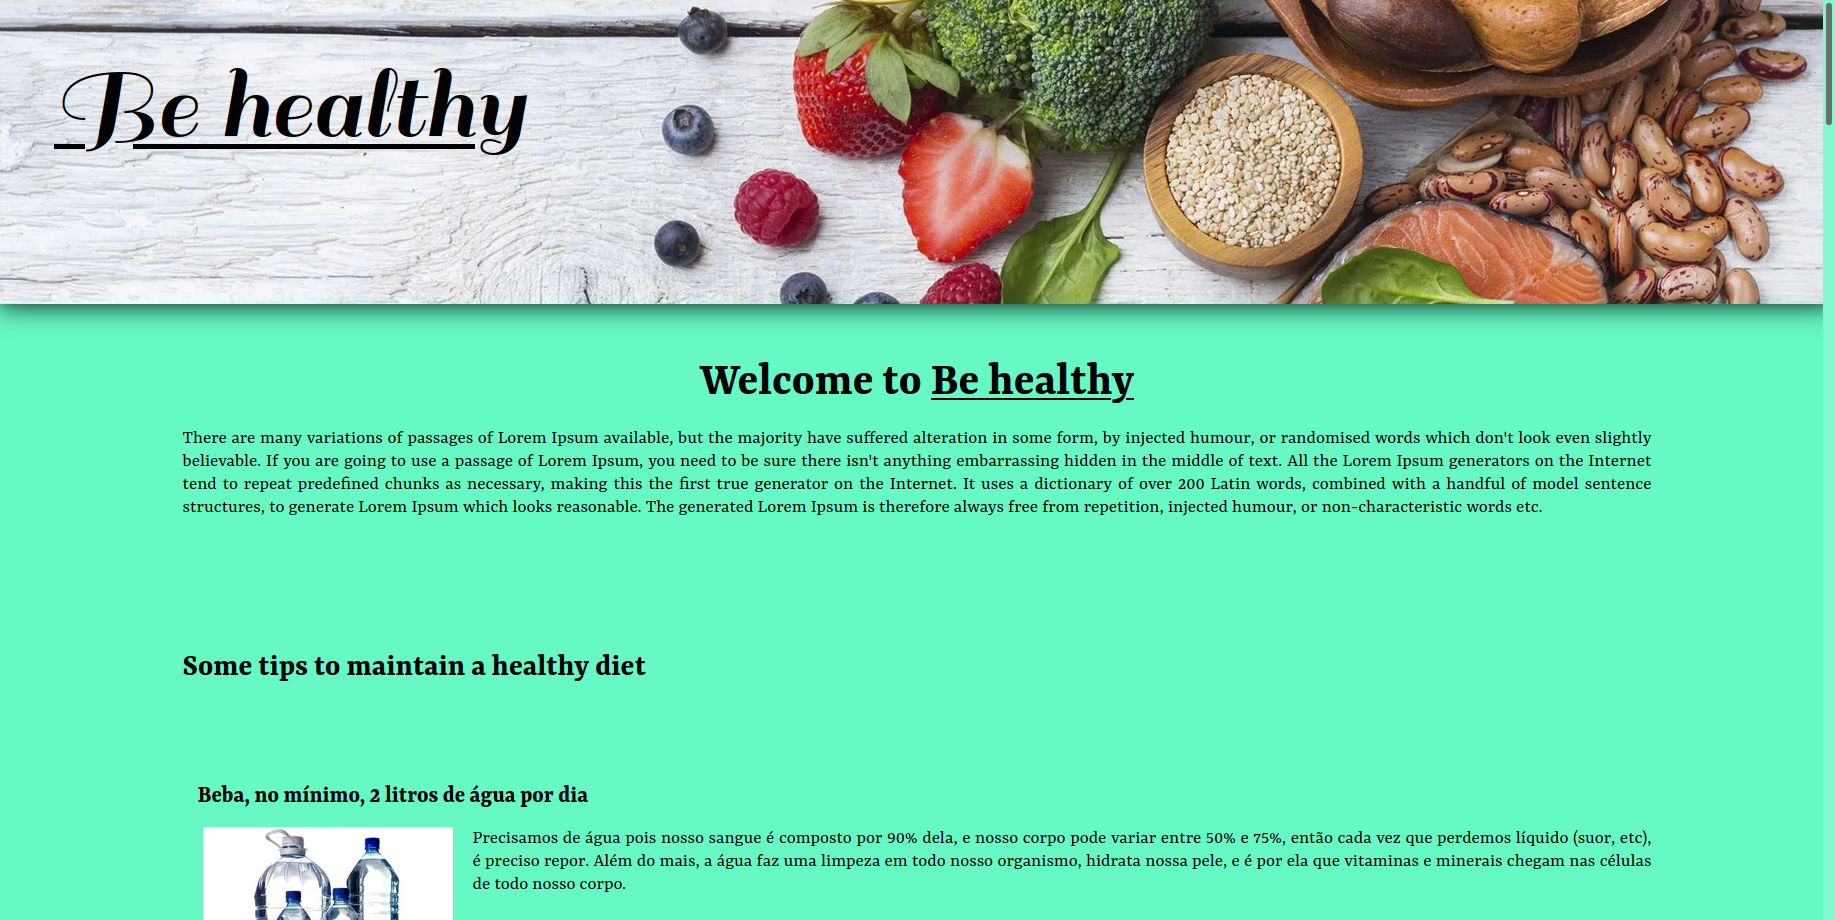 Be healthy
Welcome to Be healthy
There are many variations of passages of Lorem Ipsum available, but the majority have suffered alteration in some form, by injected humour, or randomised words which don't look even slightly
believable. If you are going to use a passage of Lorem Ipsum, you need to be sure there isn't anything embarrassing hidden in the middle of text. All the Lorem Ipsum generators on the Internet
tend to repeat predefined chunks as necessary, making this the first true generator on the Internet. It uses a dictionary of over 200 Latin words, combined with a handful of model sentence
structures, to generate Lorem Ipsum which looks reasonable. The generated Lorem Ipsum is therefore always free from repetition, injected humour, or non-characteristic words etc.
Some tips to maintain a healthy diet
Beba, no mínimo, 2 litros de água por dia
Precisamos de água pois nosso sangue é composto por 90% dela, e nosso corpo pode variar entre 50% e 75%, então cada vez que perdemos líquido (suor, etc),
é preciso repor. Além do mais, a água faz uma limpeza em todo nosso organismo, hidrata nossa pele, e é por ela que vitaminas e minerais chegam nas células
de todo nosso corpo.